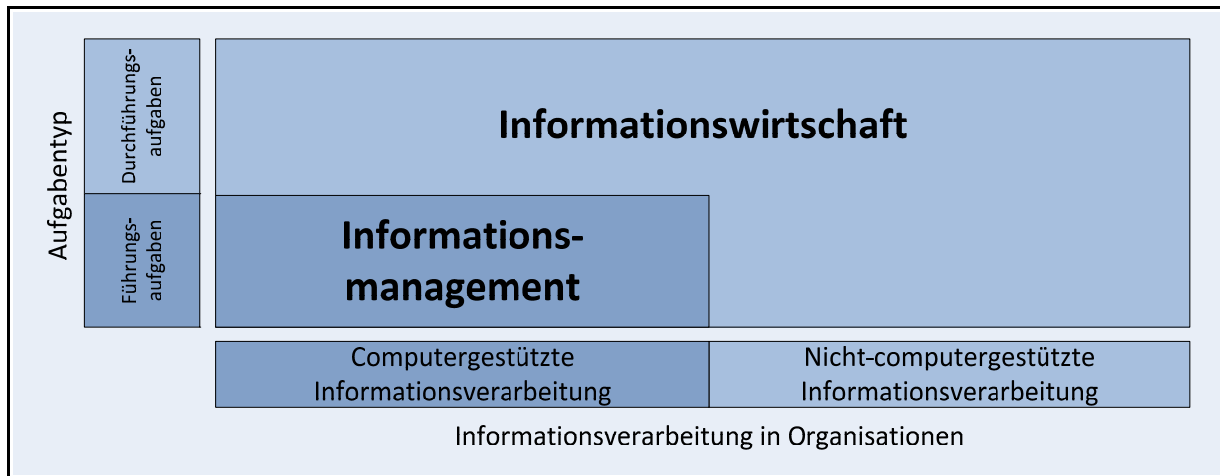 Aufgabentyp
Durchführungs-
aufgaben
Führungs-
aufgaben
Informationswirtschaft
Informations-
management
Computergestützte
Informationsverarbeitung
Nicht-computergestützte
Informationsverarbeitung
Informationsverarbeitung in Organisationen